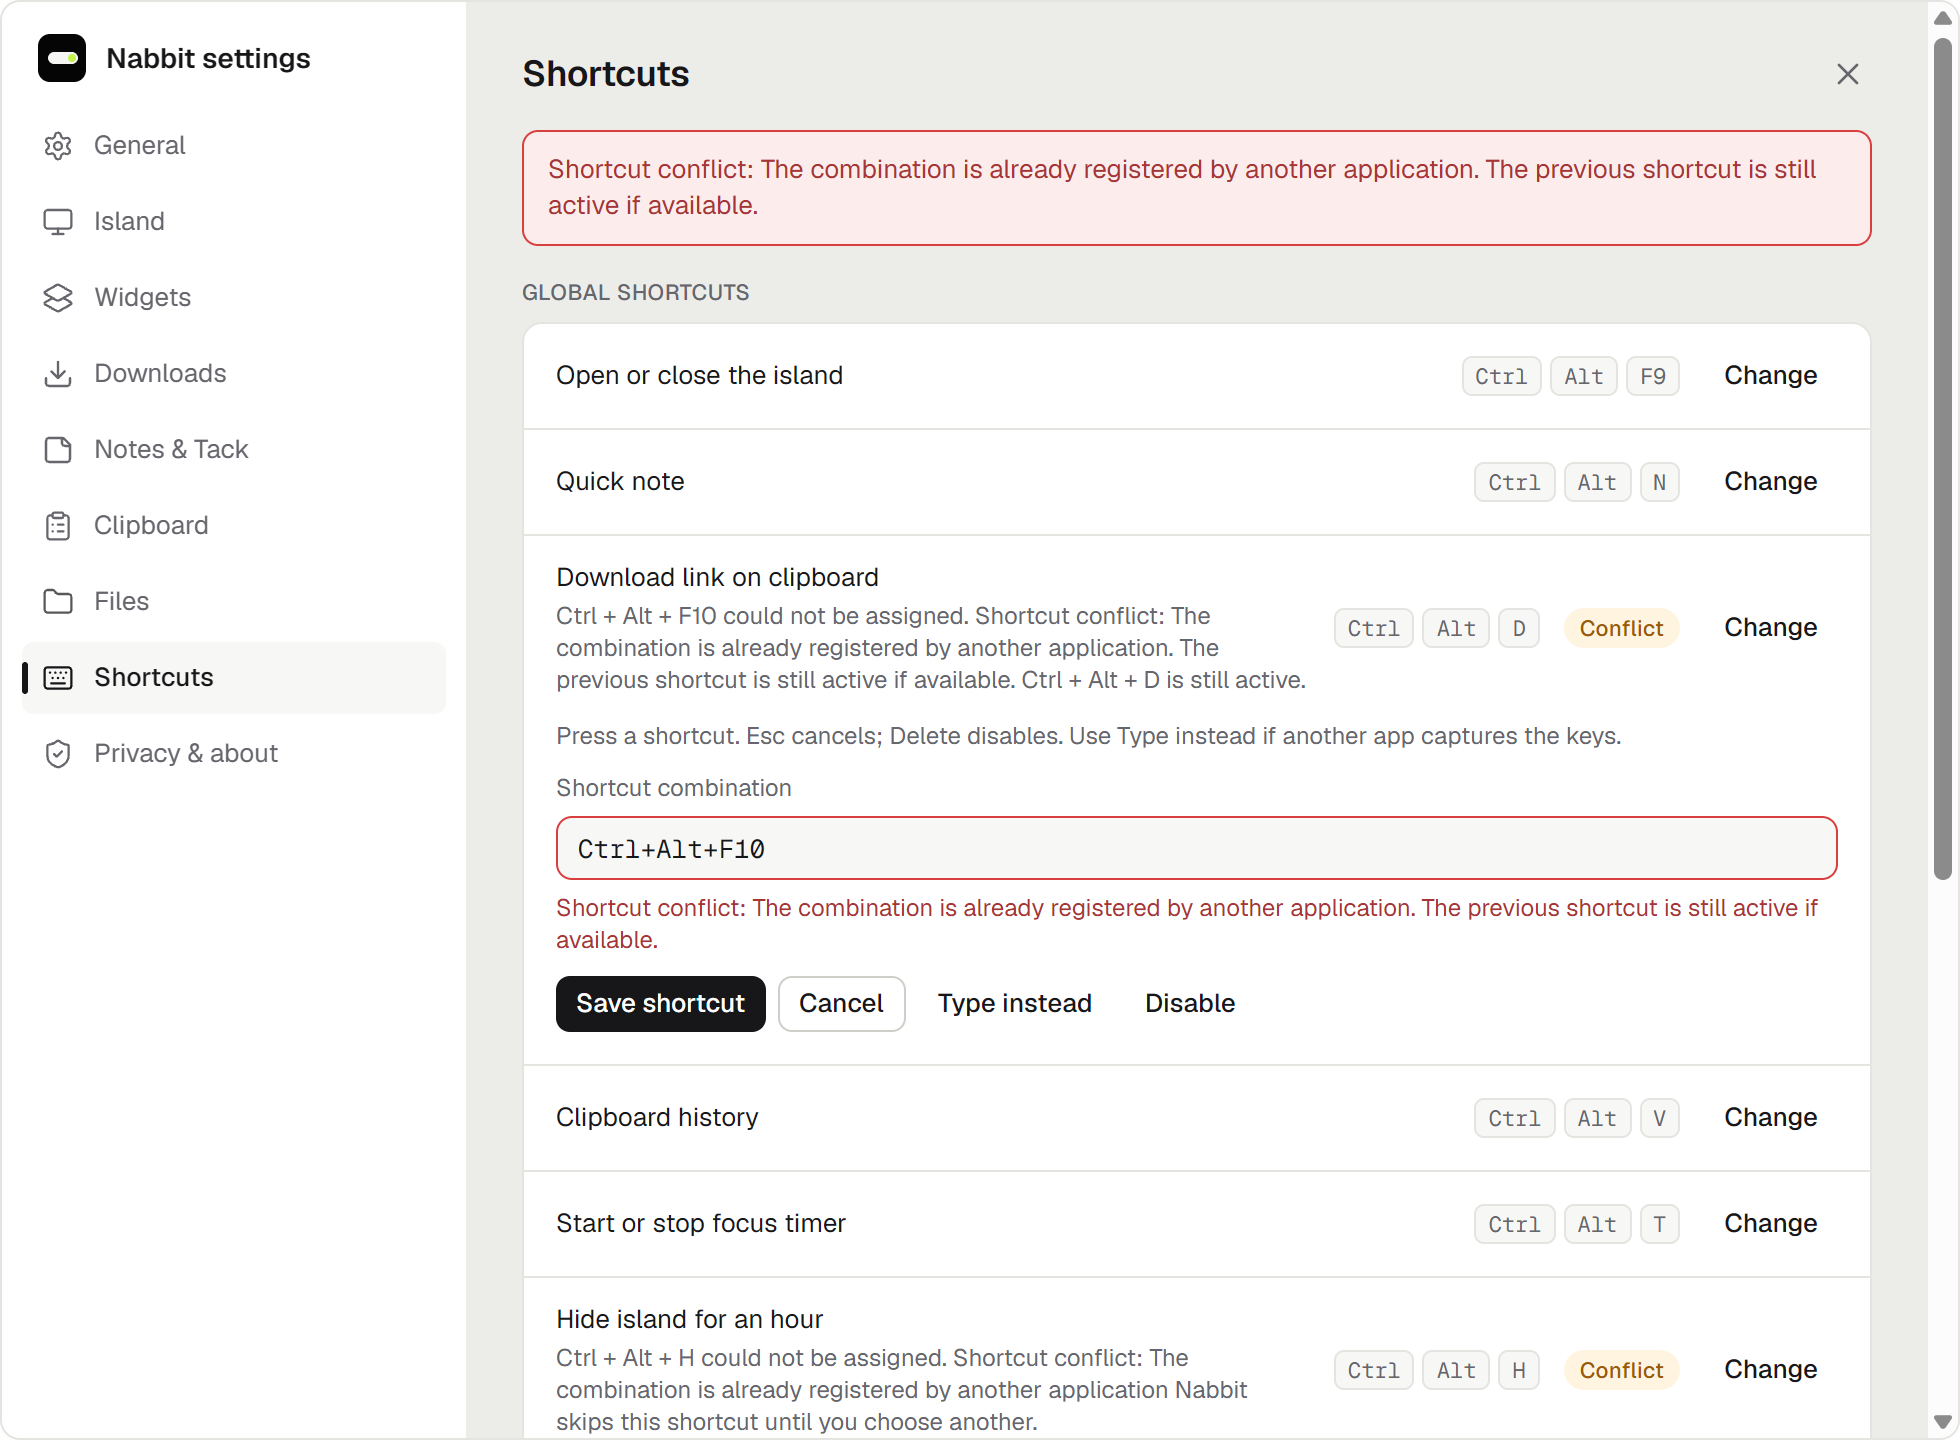 Nabbit settings
General
Island
Widgets
Downloads
Notes & Tack
Clipboard
Files
Shortcuts
Privacy & about
Shortcuts
Shortcut conflict: The combination is already registered by another application. The previous shortcut is still
active if available.
GLOBAL SHORTCUTS
Open or close the island Ctrl Alt F9 Change
Quick note Ctrl Alt N Change
Download link on clipboard
Ctrl + Alt + F10 could not be assigned. Shortcut conflict: The
combination is already registered by another application. The
previous shortcut is still active if available. Ctrl + Alt + D is still active.
Ctrl Alt D Conflict Change
Press a shortcut. Esc cancels; Delete disables. Use Type instead if another app captures the keys.
Shortcut combination
Ctrl+Alt+F10
Shortcut conflict: The combination is already registered by another application. The previous shortcut is still active if
available.
Save shortcut Cancel Type instead Disable
Clipboard history Ctrl Alt V Change
Start or stop focus timer Ctrl Alt T Change
Hide island for an hour
Ctrl + Alt + H could not be assigned. Shortcut conflict: The
combination is already registered by another application Nabbit
skips this shortcut until you choose another.
Ctrl Alt H Conflict Change